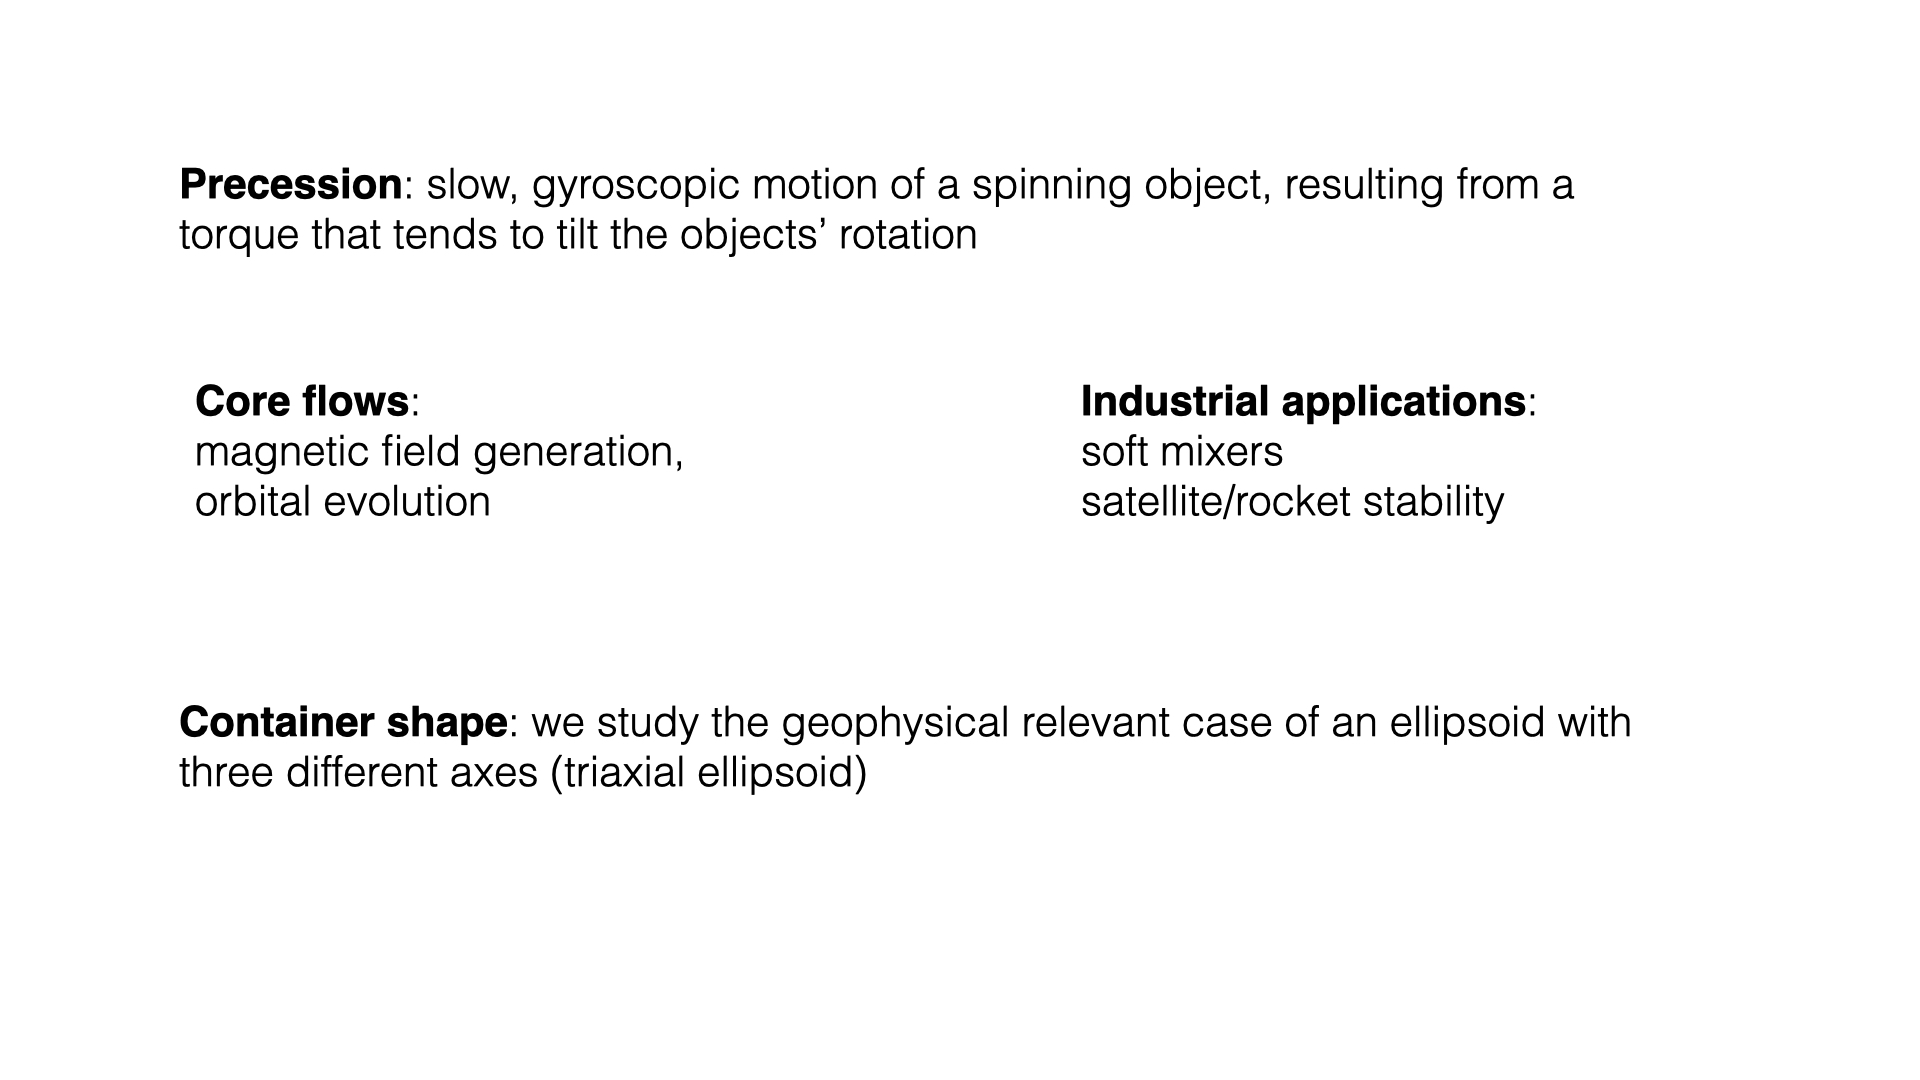 Precession: slow, gyroscopic motion of a spinning object, resulting from a
torque that tends to tilt the objects’ rotation
Core flows:
magnetic field generation,
orbital evolution
Industrial applications:
soft mixers
satellite/rocket stability
Container shape: we study the geophysical relevant case of an ellipsoid with
three different axes (triaxial ellipsoid)